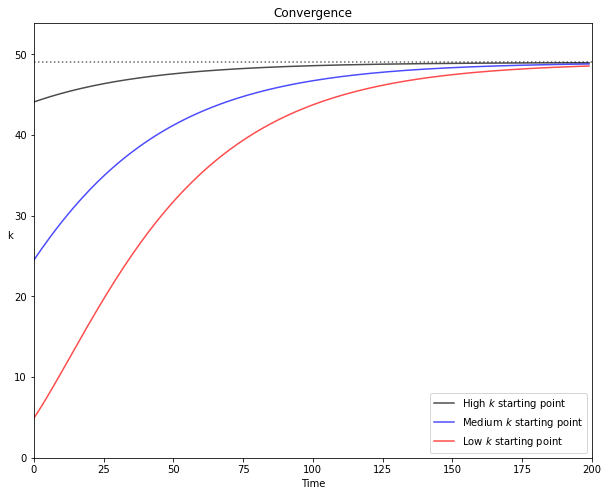 Convergence
50
40
30
20
10
0
k
0 25 50 75 100 125 150 175 200
Time
High k starting point
Medium k starting point
Low k starting point